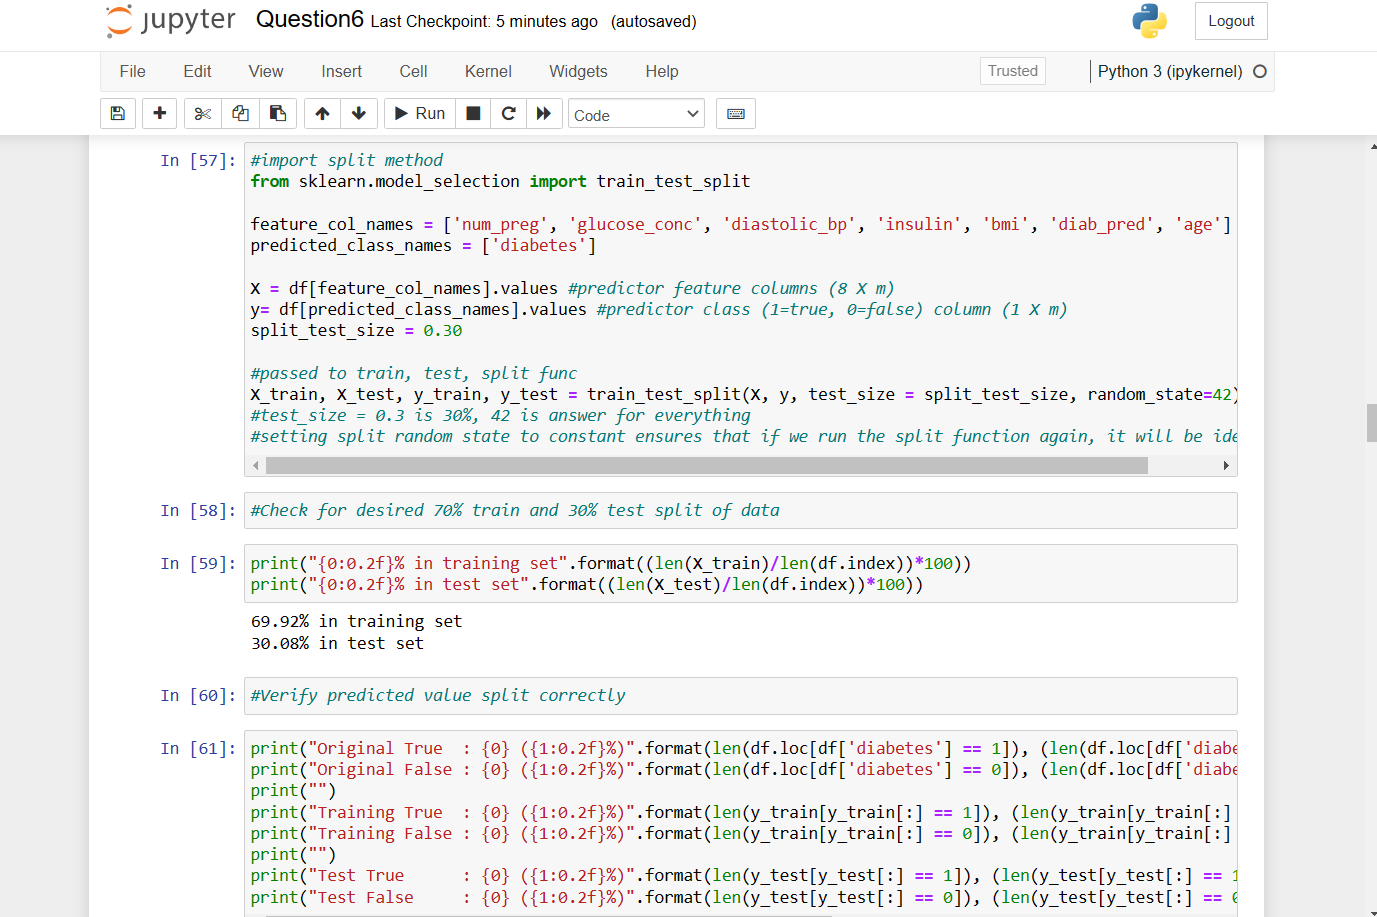 jupyter Question6 Last Checkpoint: 5 minutes ago (autosaved) Logout
File Edit View Insert Cell Kernel Widgets Help Trusted Python 3 (ipykernel)
Run Code
In [57]: #import split method
from sklearn.model_selection import train_test_split
feature_col_names = ['num_preg', 'glucose_conc', 'diastolic_bp', 'insulin', 'bmi', 'diab_pred', 'age']
predicted_class_names = ['diabetes']
X = df[feature_col_names].values #predictor feature columns (8 X m)
y= df[predicted_class_names].values #predictor class (1=true, 0=false) column (1 X m)
split_test_size = 0.30
#passed to train, test, split func
X_train, X_test, y_train, y_test = train_test_split(X, y, test_size = split_test_size, random_state=42)
#test_size = 0.3 is 30%, 42 is answer for everything
#setting split random state to constant ensures that if we run the split function again, it will be ide
In [58]: #Check for desired 70% train and 30% test split of data
In [59]: print("{0:0.2f}% in training set".format((len(X_train)/len(df.index))*100))
print("{0:0.2f}% in test set".format((len(X_test)/len(df.index))*100))
69.92% in training set
30.08% in test set
In [60]: #Verify predicted value split correctly
In [61]: print("Original True  : {0} ({1:0.2f}%)".format(len(df.loc[df['diabetes'] == 1]), (len(df.loc[df['diabe
print("Original False : {0} ({1:0.2f}%)".format(len(df.loc[df['diabetes'] == 0]), (len(df.loc[df['diabe
print("")
print("Training True  : {0} ({1:0.2f}%)".format(len(y_train[y_train[:] == 1]), (len(y_train[y_train[:]
print("Training False : {0} ({1:0.2f}%)".format(len(y_train[y_train[:] == 0]), (len(y_train[y_train[:]
print("")
print("Test True      : {0} ({1:0.2f}%)".format(len(y_test[y_test[:] == 1]), (len(y_test[y_test[:] == 1
print("Test False     : {0} ({1:0.2f}%)".format(len(y_test[y_test[:] == 0]), (len(y_test[y_test[:] == 0